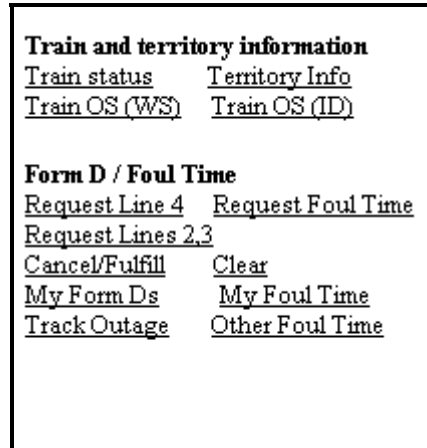 Train and territory information
Train status Territory Info
Train OS (WS) Train OS (ID)
Form D / Foul Time
Request Line 4 Request Foul Time
Request Lines 2,3
Cancel/Fulfill Clear
My Form Ds My Foul Time
Track Outage Other Foul Time